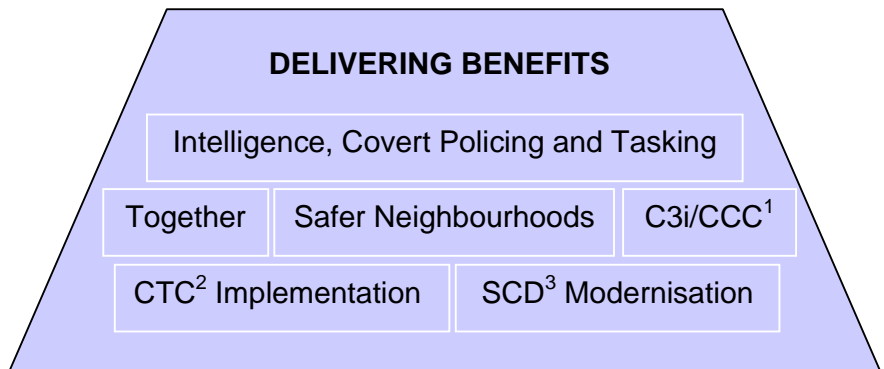 DELIVERING BENEFITS
Intelligence, Covert Policing and Tasking
Together Safer Neighbourhoods C3i/CCC¹
CTC² Implementation SCD³ Modernisation